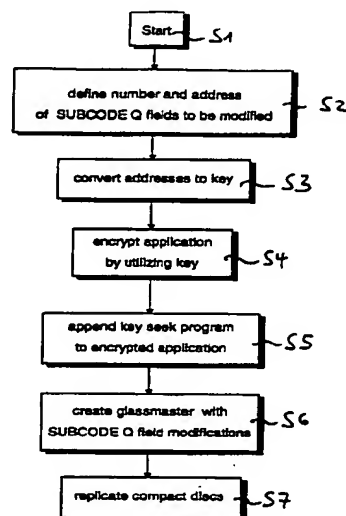 Start
S1
define number and address
of SUBCODE Q fields to be modified
S2
convert addresses to key
S3
encrypt application
by utilizing key
S4
append key seek program
to encrypted application
S5
create glassmaster with
SUBCODE Q field modifications
S6
replicate compact discs
S7